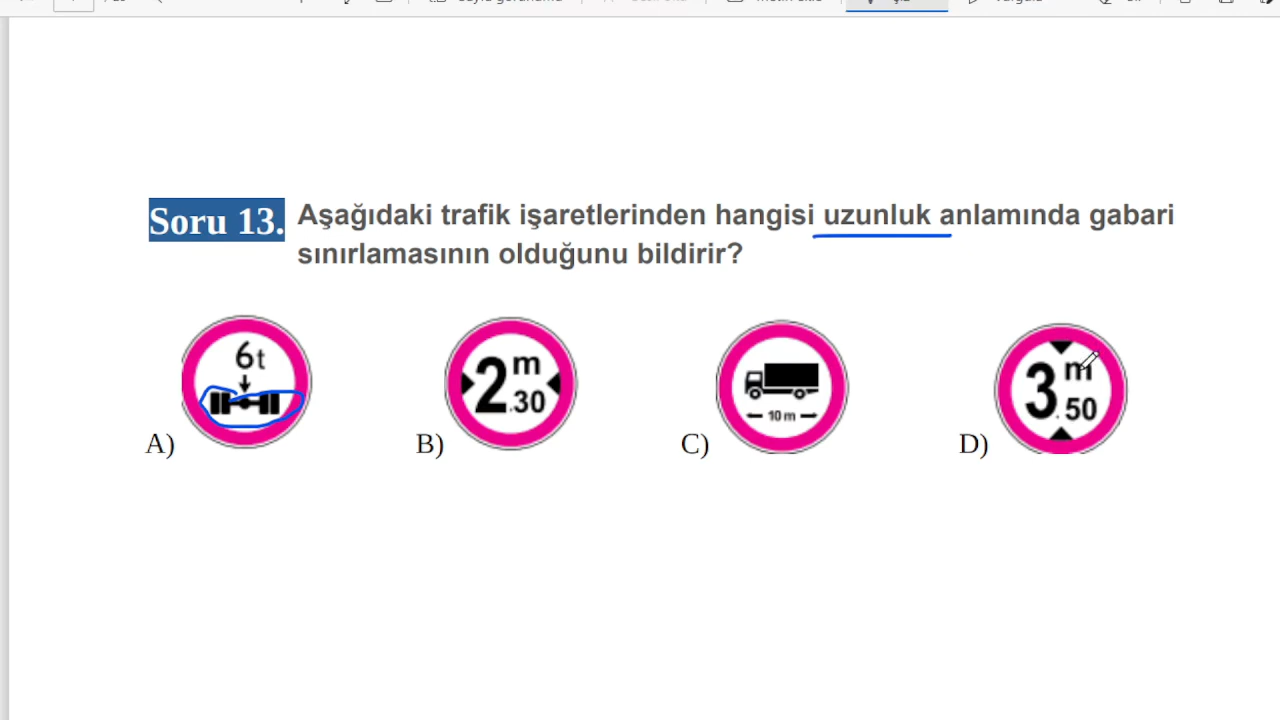 Soru 13. Aşağıdaki trafik işaretlerinden hangisi uzunluk anlamında gabari
sınırlamasının olduğunu bildirir?
6t
2 m .30
10 m
3 m .50
A)
B)
C)
D)